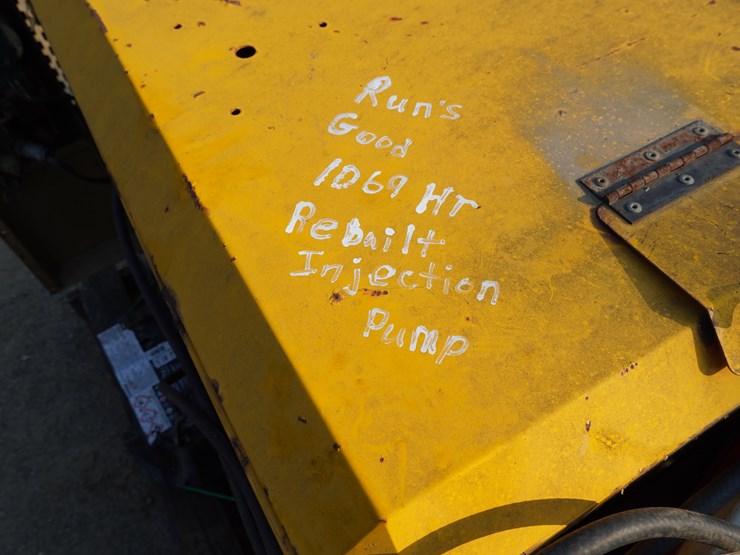 Run's
Good
1069 Hr
Rebuilt
Injection
Pump